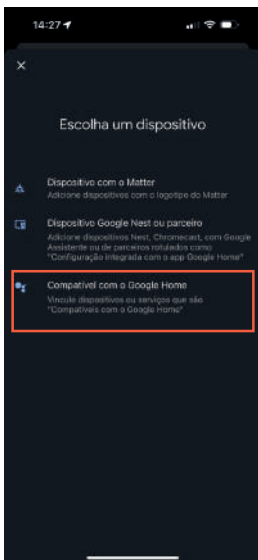 14:27
Escolha um dispositivo
Dispositivo com o Matter
Adicione dispositivos com o logotipo do Matter
Dispositivo Google Nest ou parceiro
Adicione dispositivos Nest, Chromecast, com Google
Assistente ou de parceiros rotulados como
"Configuração integrada com o app Google Home"
Compatível com o Google Home
Vincule dispositivos ou serviços que são
"Compatíveis com o Google Home"